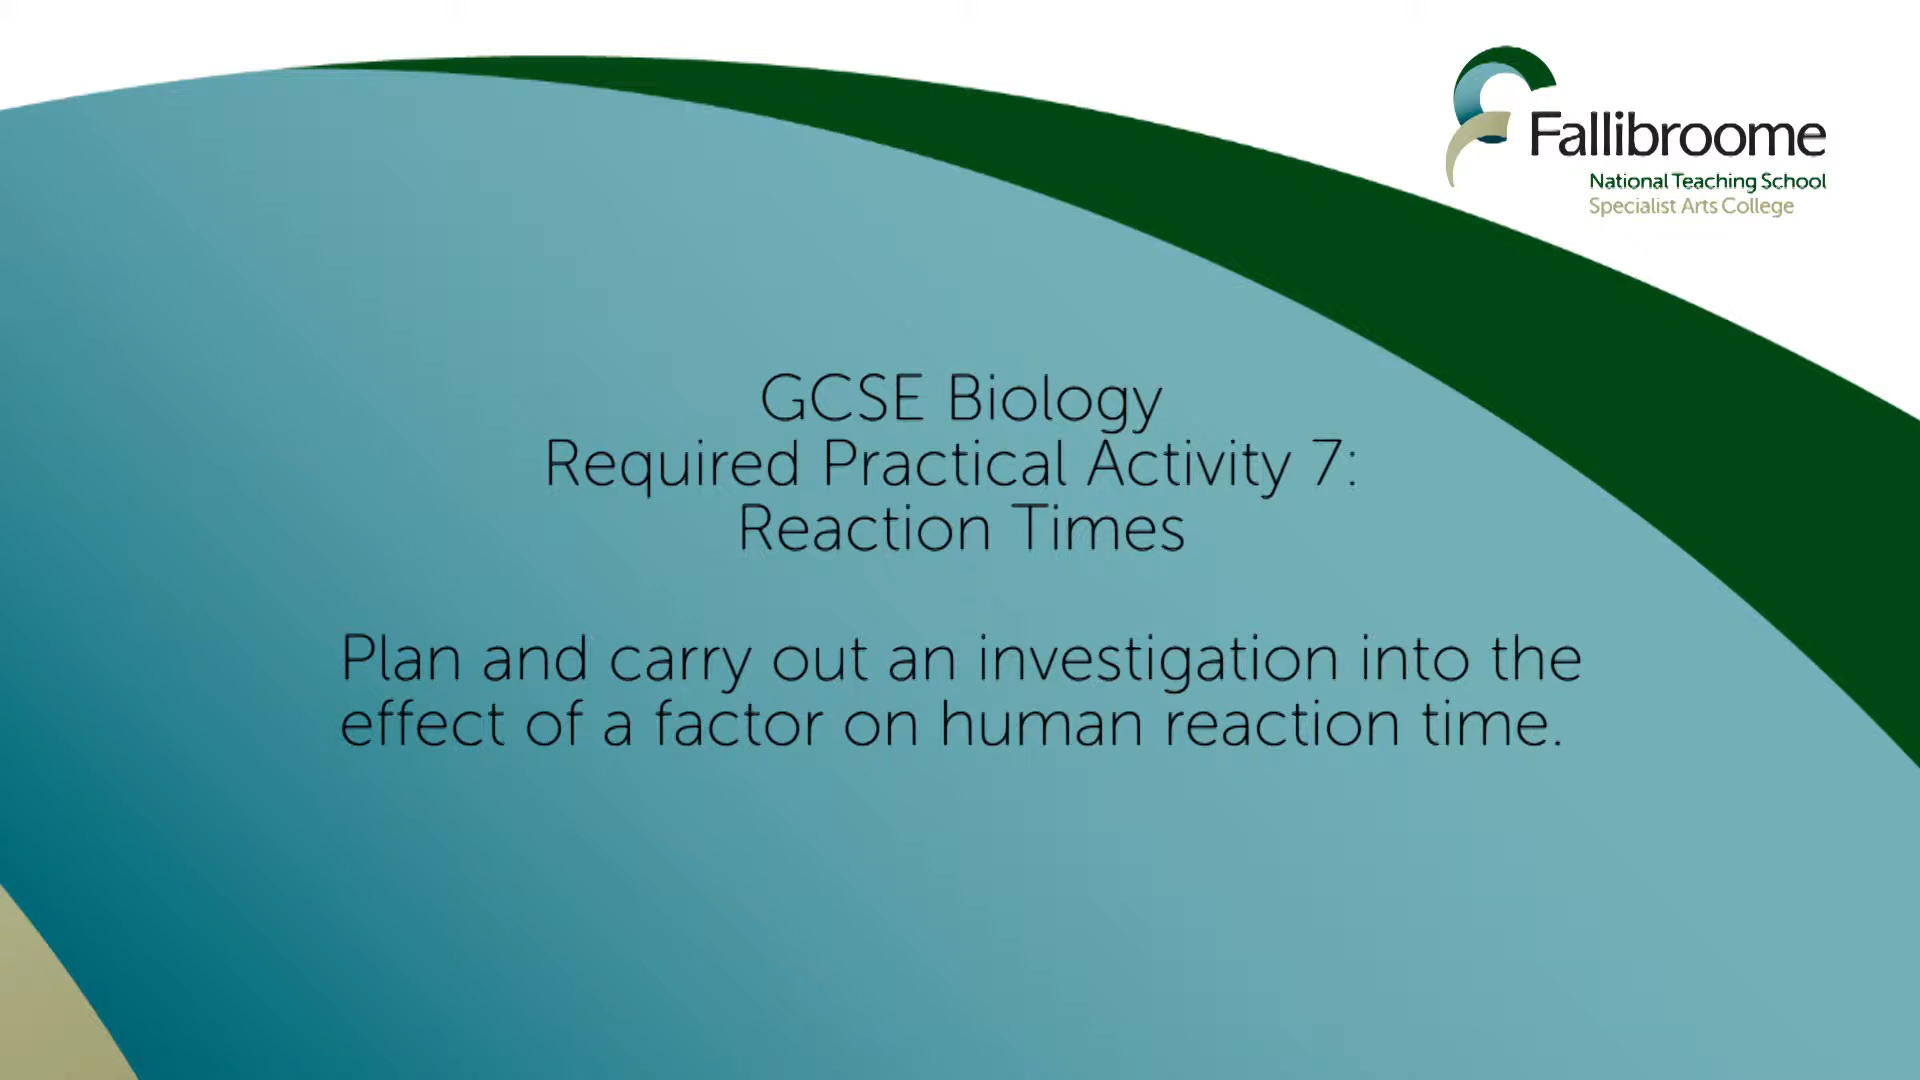 Fallibroome
National Teaching School
Specialist Arts College
GCSE Biology
Required Practical Activity 7:
Reaction Times
Plan and carry out an investigation into the
effect of a factor on human reaction time.